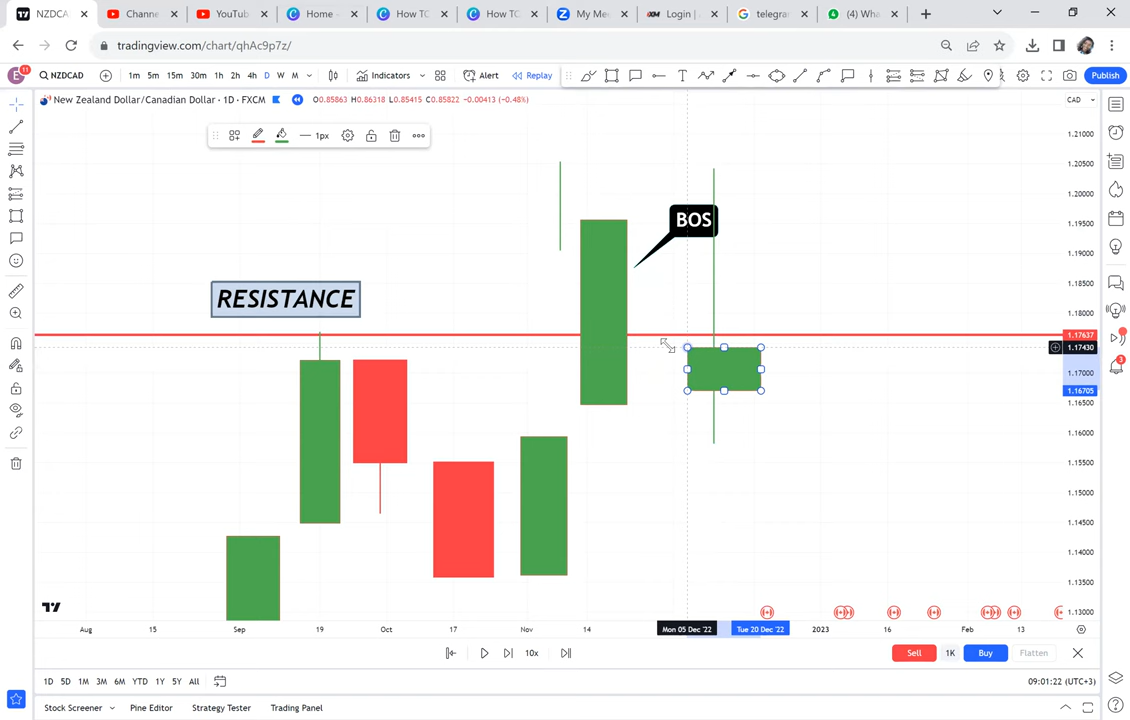 NZDCA
Channe
YouTub
Home -
How TC
How TC
My Me
XM Login |
telegrar
(4) Wha
tradingview.com/chart/qhAc9p7z/
E 11 NZDCAD 1m 5m 15m 30m 1h 2h 4h D W M Indicators Alert Replay Publish
New Zealand Dollar/Canadian Dollar · 1D · FXCM O0.85863 H0.86318 L0.85415 C0.85822 −0.00413 (−0.48%)
CAD
1px
1.21000
1.20500
1.20000
BOS
1.19500
1.19000
1.18500
RESISTANCE
1.18000
1.17637
1.17430
1.17000
1.16705
1.16500
1.16000
1.15500
1.15000
1.14500
1.14000
1.13500
1.13000
3
Aug 15 Sep 19 Oct 17 Nov 14 Mon 05 Dec '22 Tue 20 Dec '22 2023 16 Feb 13
10x Sell 1K Buy Flatten
1D 5D 1M 3M 6M YTD 1Y 5Y All 09:01:22 (UTC+3)
Stock Screener Pine Editor Strategy Tester Trading Panel